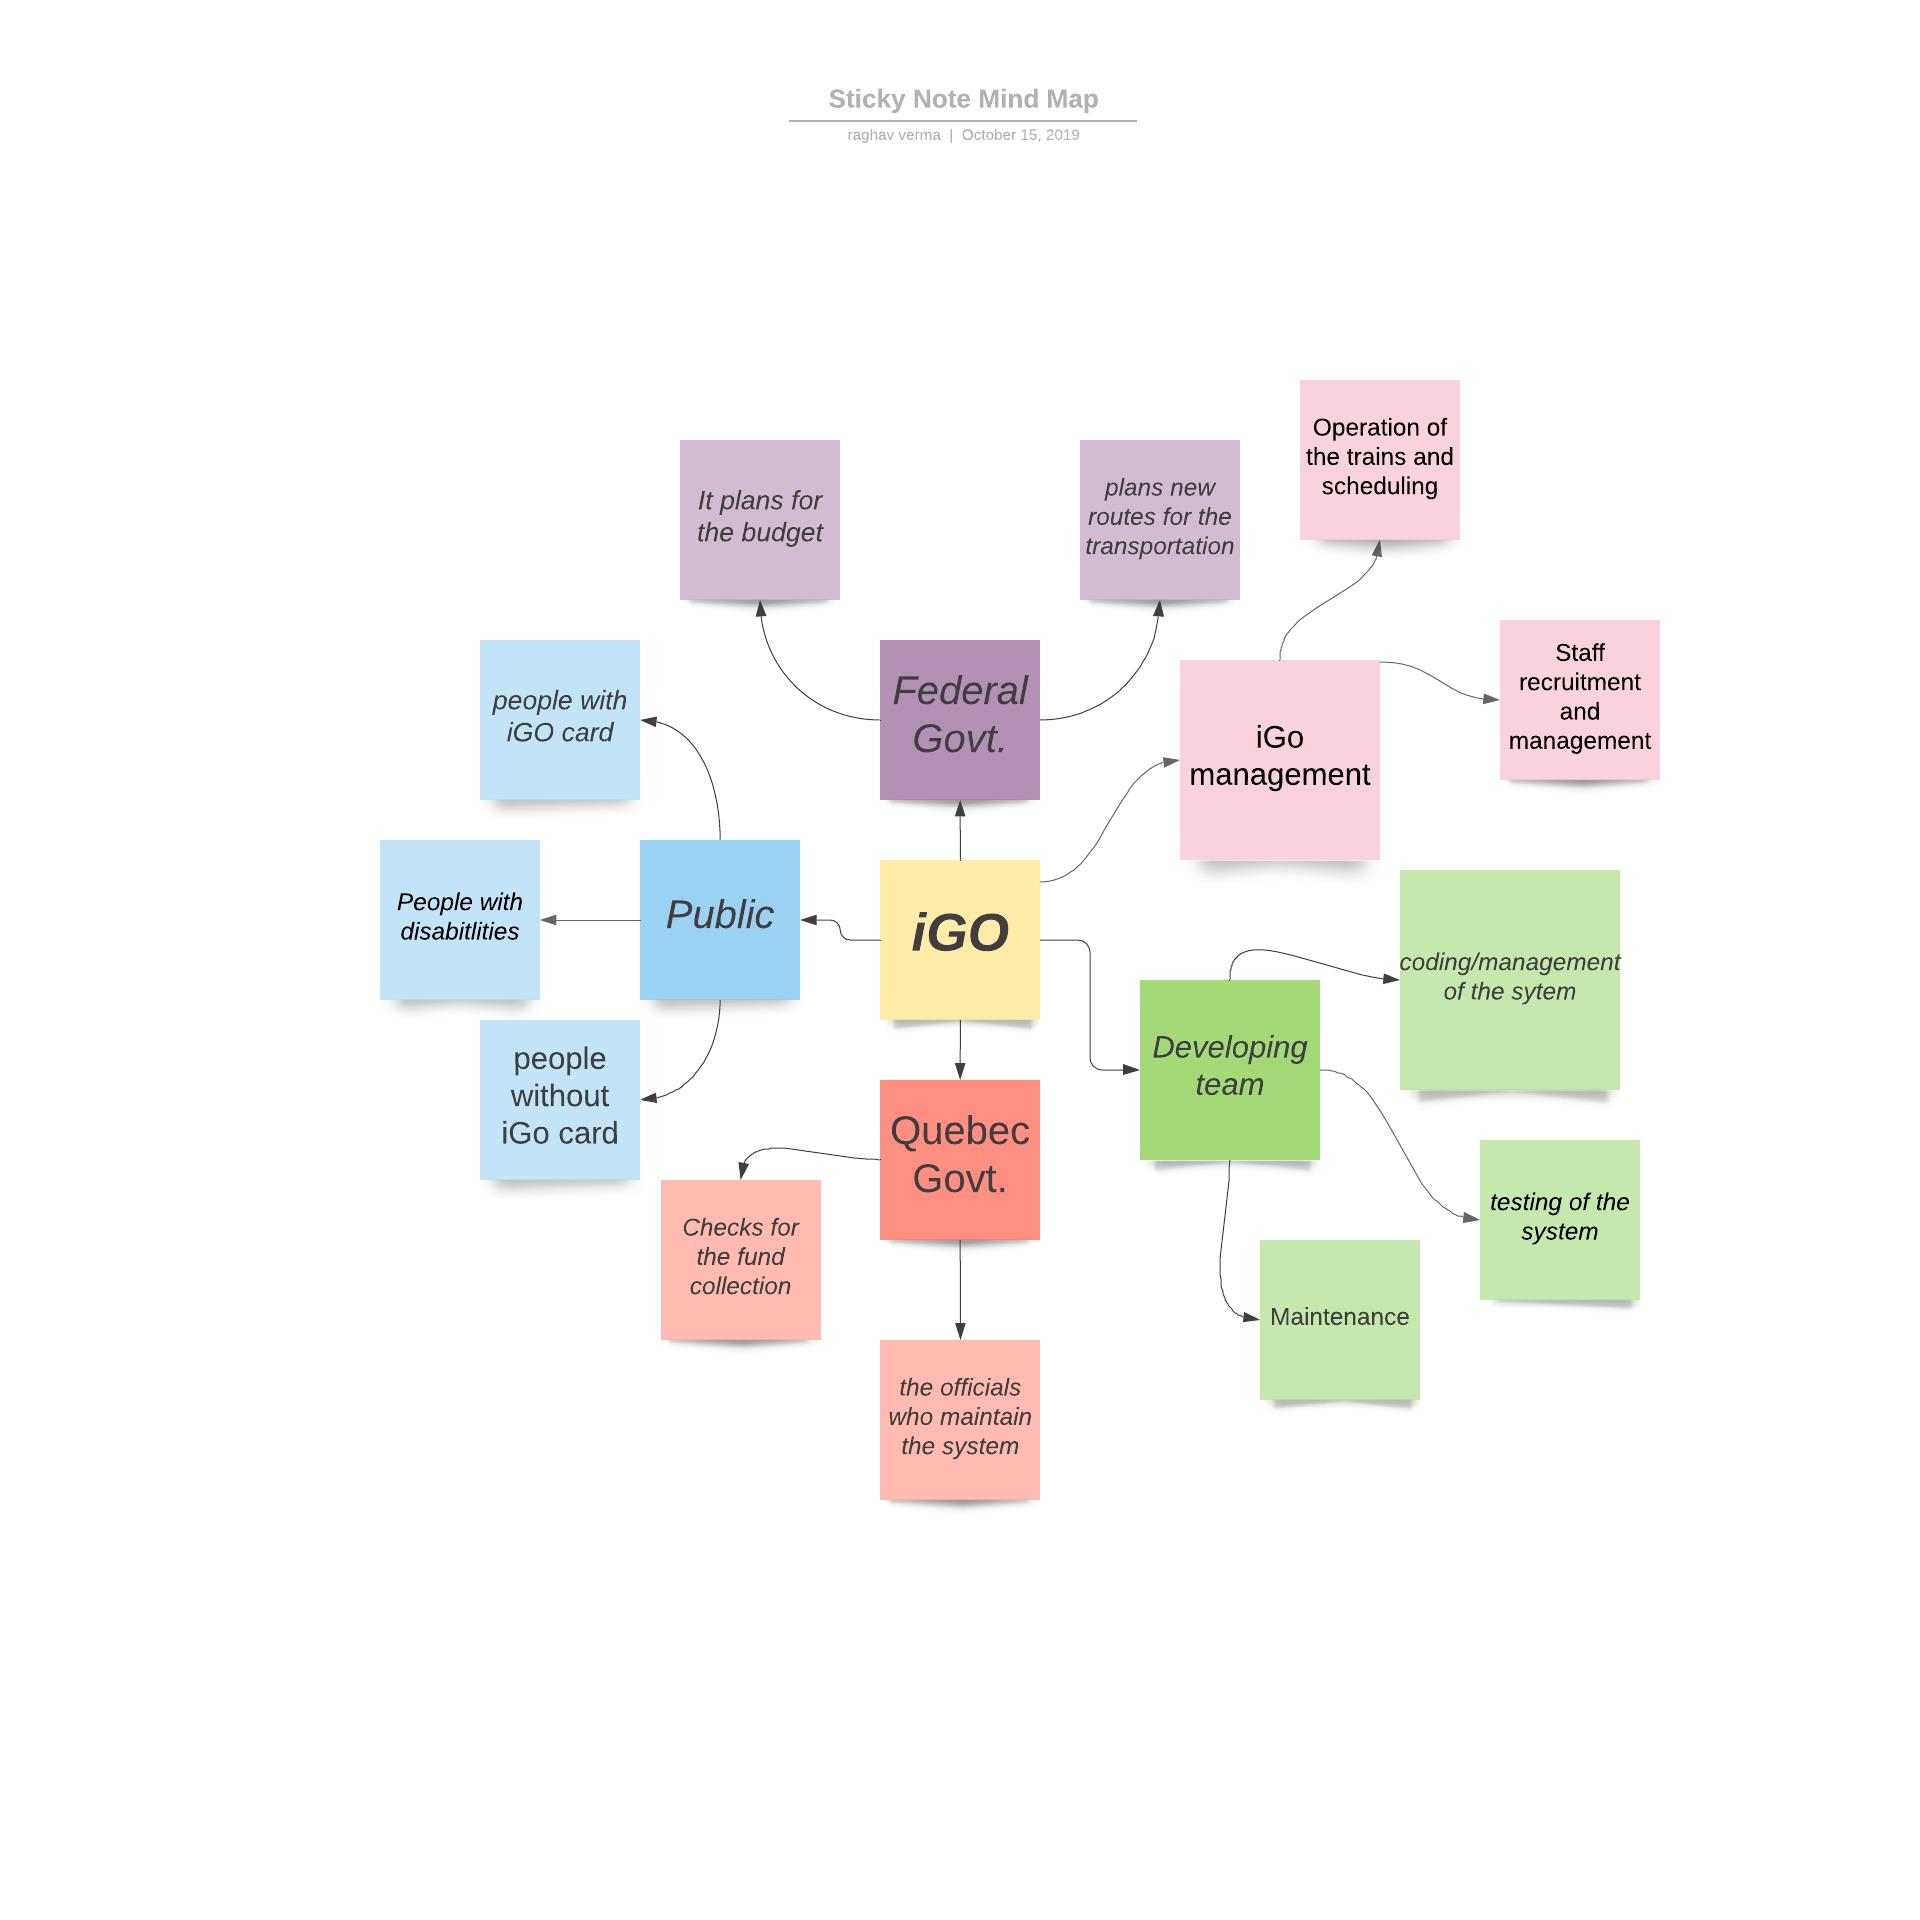 Sticky Note Mind Map
raghav verma | October 15, 2019
Operation of
the trains and
scheduling
It plans for
the budget
plans new
routes for the
transportation
Staff
recruitment
and
management
people with
iGO card
Federal
Govt.
iGo
management
People with
disabitlities
Public
iGO
coding/management
of the sytem
Developing
team
people
without
iGo card
Quebec
Govt.
testing of the
system
Checks for
the fund
collection
Maintenance
the officials
who maintain
the system